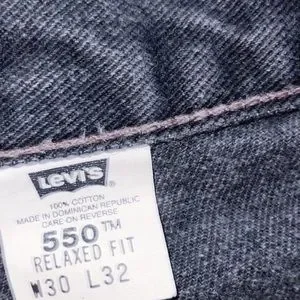 Levi's®
100% COTTON
MADE IN DOMINICAN REPUBLIC
CARE ON REVERSE
550™
RELAXED FIT
W30 L32